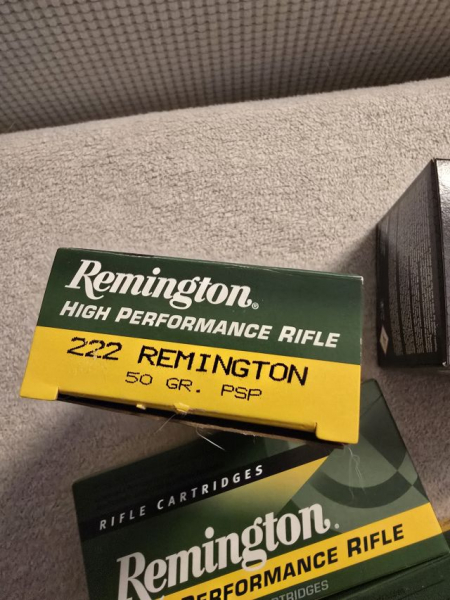 Remington®
HIGH PERFORMANCE RIFLE
222 REMINGTON
50 GR. PSP
RIFLE CARTRIDGES
Remington®
PERFORMANCE RIFLE